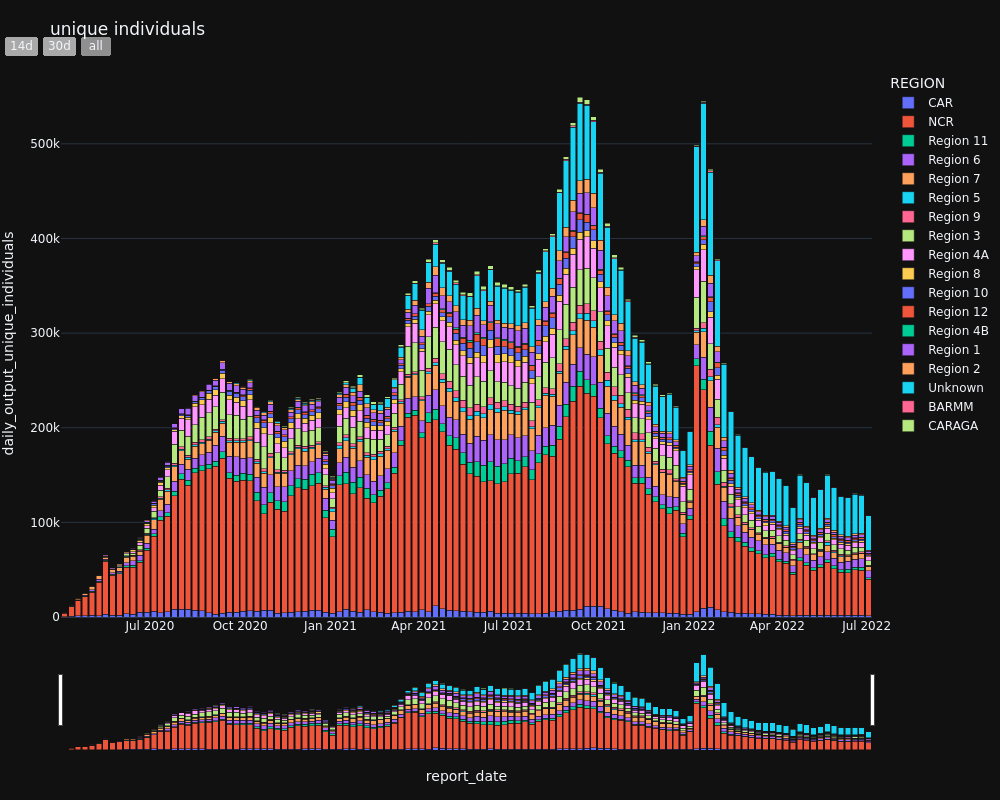 unique individuals
14d 30d all
REGION
CAR
NCR
Region 11
Region 6
Region 7
Region 5
Region 9
Region 3
Region 4A
Region 8
Region 10
Region 12
Region 4B
Region 1
Region 2
Unknown
BARMM
CARAGA
daily_output_unique_individuals
500k
400k
300k
200k
100k
0
Jul 2020 Oct 2020 Jan 2021 Apr 2021 Jul 2021 Oct 2021 Jan 2022 Apr 2022 Jul 2022
report_date